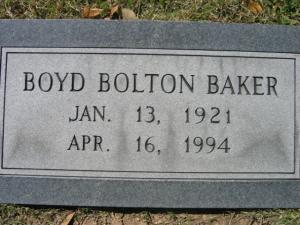 BOYD BOLTON BAKER
JAN. 13, 1921
APR. 16, 1994